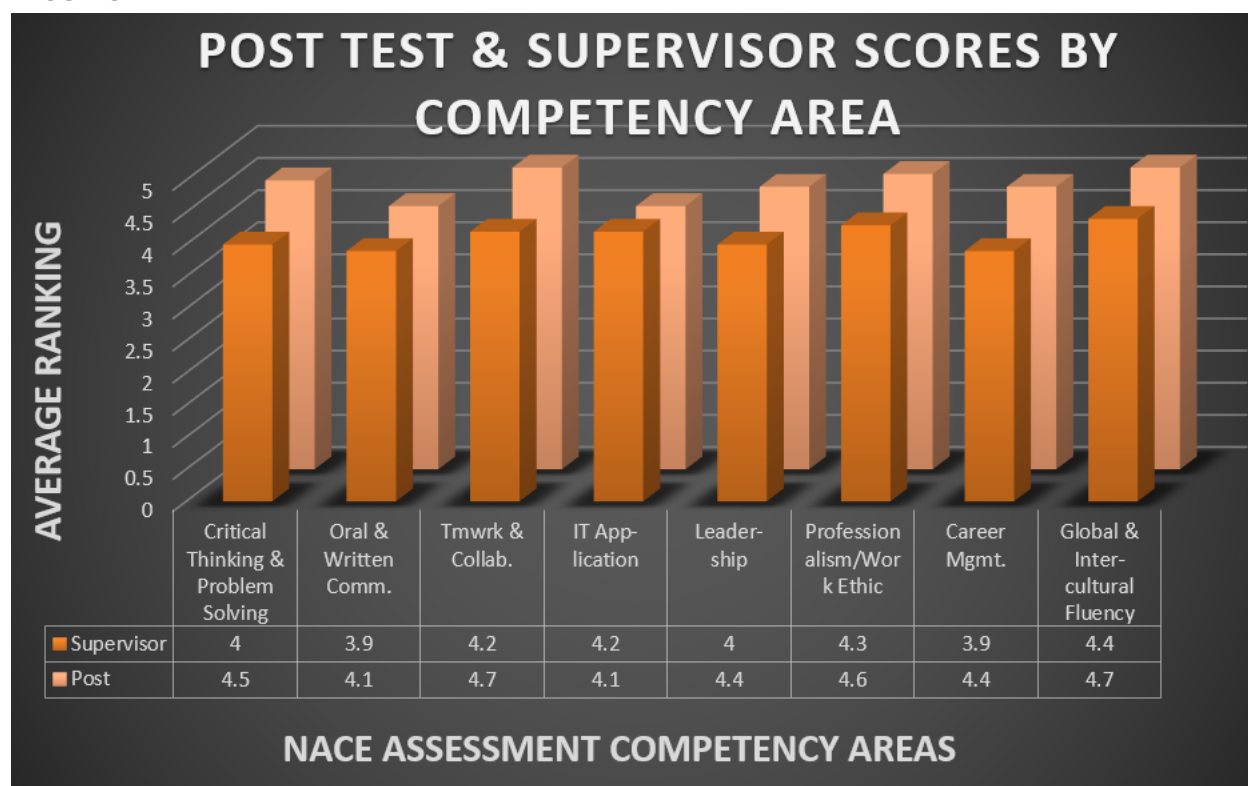 POST TEST & SUPERVISOR SCORES BY
COMPETENCY AREA
AVERAGE RANKING
5
4.5
4
3.5
3
2.5
2
1.5
1
0.5
0
Critical
Thinking &
Problem
Solving
Oral &
Written
Comm.
Tmwrk &
Collab.
IT App-
lication
Leader-
ship
Profession
alism/Wor
k Ethic
Career
Mgmt.
Global &
Inter-
cultural
Fluency
Supervisor 4 3.9 4.2 4.2 4 4.3 3.9 4.4
Post 4.5 4.1 4.7 4.1 4.4 4.6 4.4 4.7
NACE ASSESSMENT COMPETENCY AREAS